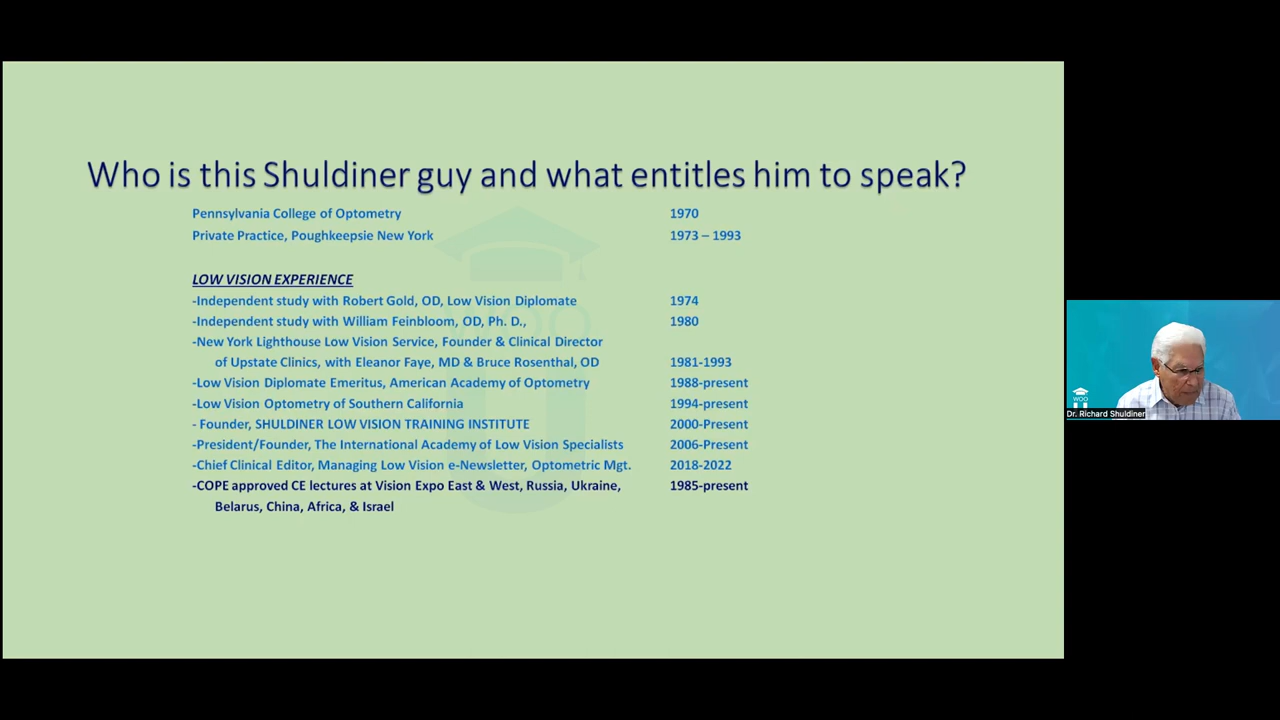 Who is this Shuldiner guy and what entitles him to speak?
Pennsylvania College of Optometry 1970
Private Practice, Poughkeepsie New York 1973 – 1993
LOW VISION EXPERIENCE
-Independent study with Robert Gold, OD, Low Vision Diplomate 1974
-Independent study with William Feinbloom, OD, Ph. D., 1980
-New York Lighthouse Low Vision Service, Founder & Clinical Director
of Upstate Clinics, with Eleanor Faye, MD & Bruce Rosenthal, OD 1981-1993
-Low Vision Diplomate Emeritus, American Academy of Optometry 1988-present
-Low Vision Optometry of Southern California 1994-present
- Founder, SHULDINER LOW VISION TRAINING INSTITUTE 2000-Present
-President/Founder, The International Academy of Low Vision Specialists 2006-Present
-Chief Clinical Editor, Managing Low Vision e-Newsletter, Optometric Mgt. 2018-2022
-COPE approved CE lectures at Vision Expo East & West, Russia, Ukraine, 1985-present
Belarus, China, Africa, & Israel
WOO
U
WOO
Dr. Richard Shuldiner